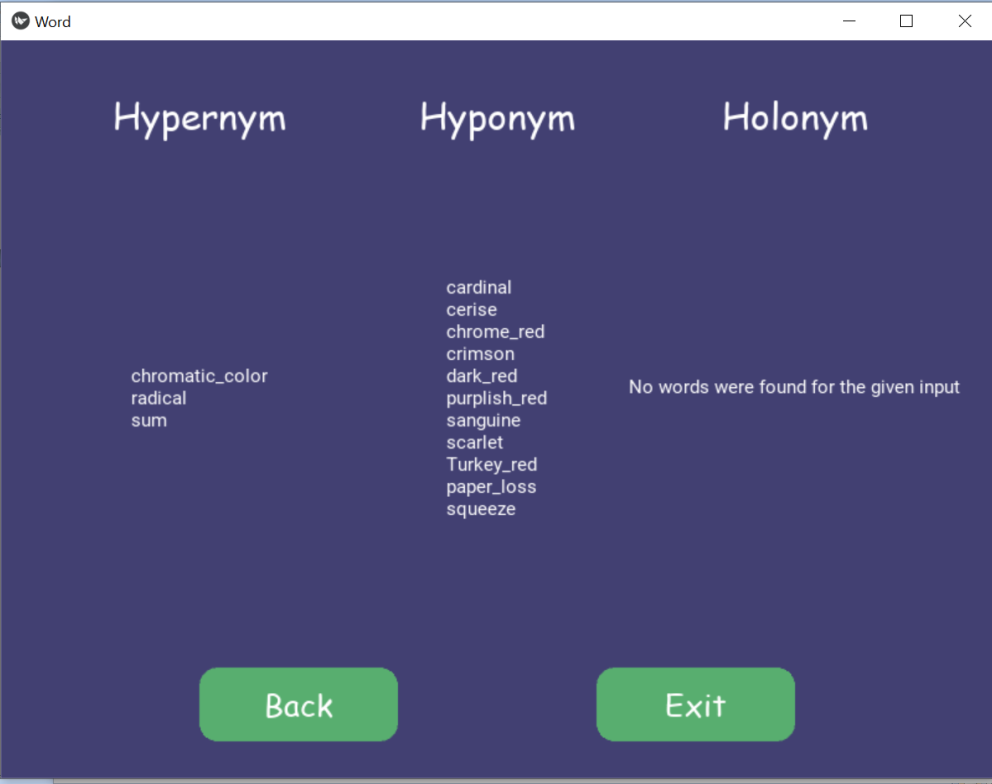 Word
Hypernym
Hyponym
Holonym
chromatic_color
radical
sum
cardinal
cerise
chrome_red
crimson
dark_red
purplish_red
sanguine
scarlet
Turkey_red
paper_loss
squeeze
No words were found for the given input
Back
Exit